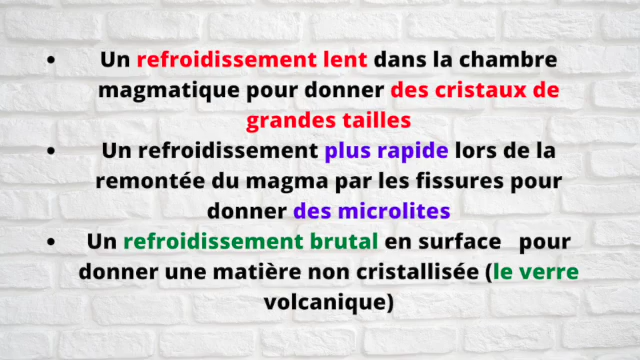 • Un refroidissement lent dans la chambre
magmatique pour donner des cristaux de
grandes tailles
• Un refroidissement plus rapide lors de la
remontée du magma par les fissures pour
donner des microlites
• Un refroidissement brutal en surface pour
donner une matière non cristallisée (le verre
volcanique)